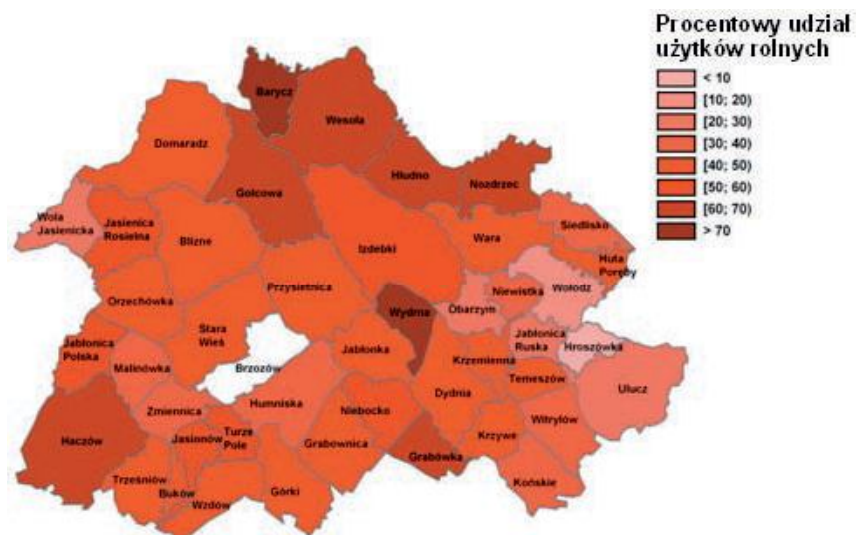 Procentowy udział
użytków rolnych
< 10
[10; 20)
[20; 30)
[30; 40)
[40; 50)
[50; 60)
[60; 70)
> 70
Barycz
Wesoła
Domaradz
Golcowa
Hłudno
Nozdrzec
Wola
Jasienicka
Jasienica
Rosielna
Blizne
Izdebki
Wara
Siedlisko
Huta
Poręby
Orzechówka
Przysietnica
Wydrna
Obarzym
Niewistka
Wołodz
Stara
Wieś
Jabłonica
Polska
Malinówka
Brzozów
Jabłonka
Krzemienna
Jabłonica
Ruska
Hroszówka
Temeszów
Ulucz
Zmiennica
Humniska
Niebocko
Dydnia
Witryłów
Haczów
Jasionów
Turze
Pole
Grabownica
Grabówka
Krzywe
Trześniów
Buków
Wzdów
Górki
Końskie